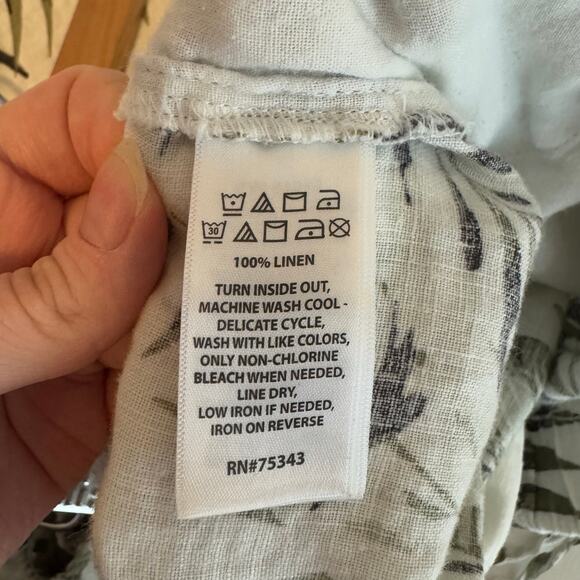 30
100% LINEN
TURN INSIDE OUT,
MACHINE WASH COOL -
DELICATE CYCLE,
WASH WITH LIKE COLORS,
ONLY NON-CHLORINE
BLEACH WHEN NEEDED,
LINE DRY,
LOW IRON IF NEEDED,
IRON ON REVERSE
RN#75343